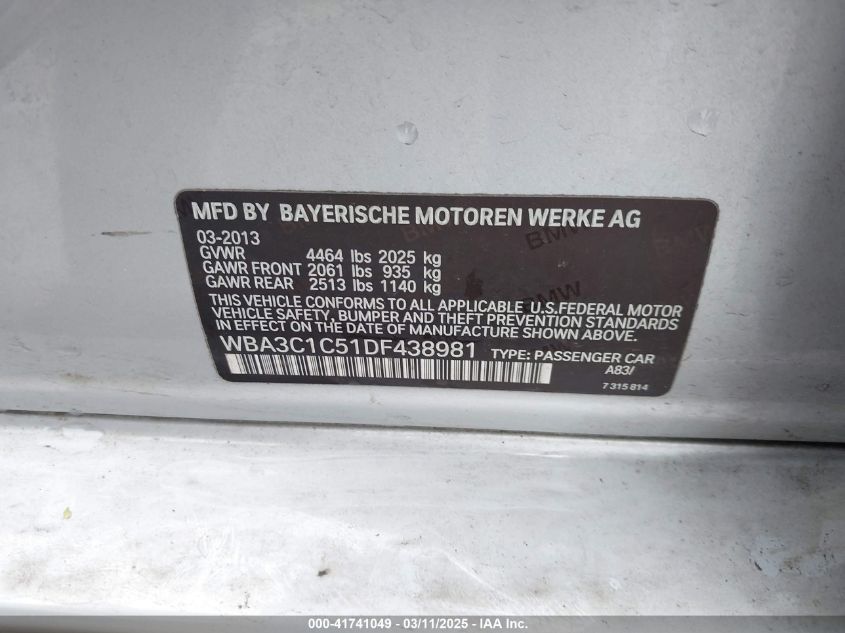 MFD BY BAYERISCHE MOTOREN WERKE AG
03-2013
GVWR 4464 lbs 2025 kg
GAWR FRONT 2061 lbs 935 kg
GAWR REAR 2513 lbs 1140 kg
THIS VEHICLE CONFORMS TO ALL APPLICABLE U.S.FEDERAL MOTOR
VEHICLE SAFETY, BUMPER AND THEFT PREVENTION STANDARDS
IN EFFECT ON THE DATE OF MANUFACTURE SHOWN ABOVE.
WBA3C1C51DF438981 TYPE: PASSENGER CAR
A83/
7 315 814
BMW
BMW
000-41741049 - 03/11/2025 - IAA Inc.